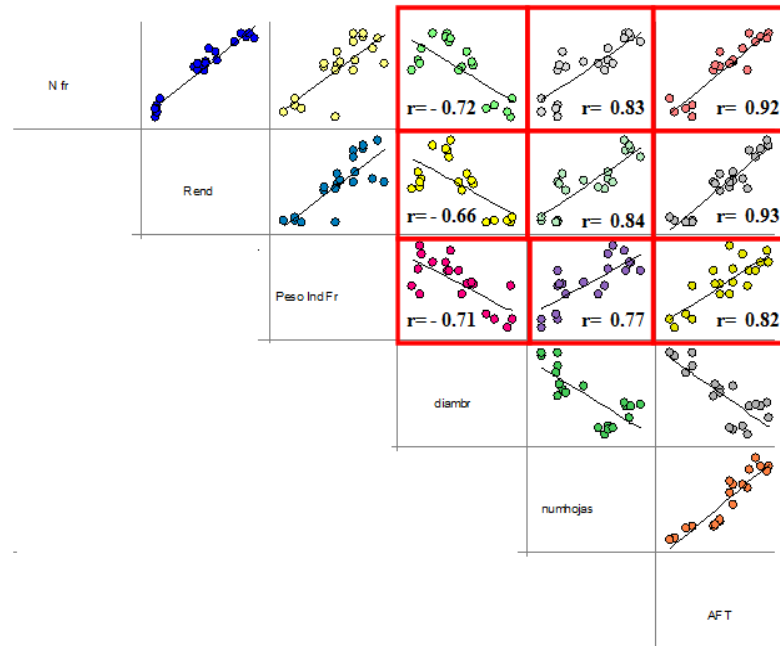 N fr
r= - 0.72
r= 0.83
r= 0.92
Rend
r= - 0.66
r= 0.84
r= 0.93
Peso Ind Fr
r= - 0.71
r= 0.77
r= 0.82
diambr
numhojas
AFT